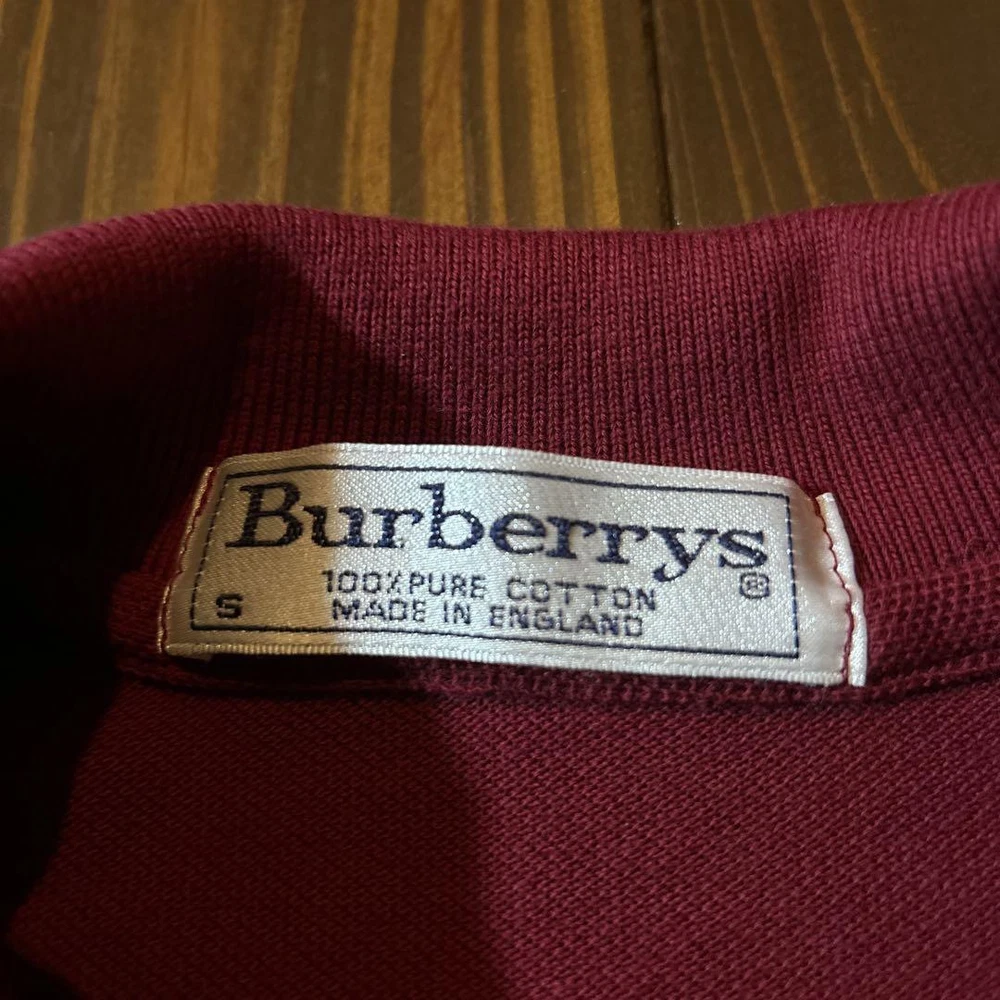 Burberrys®
100% PURE COTTON
S MADE IN ENGLAND